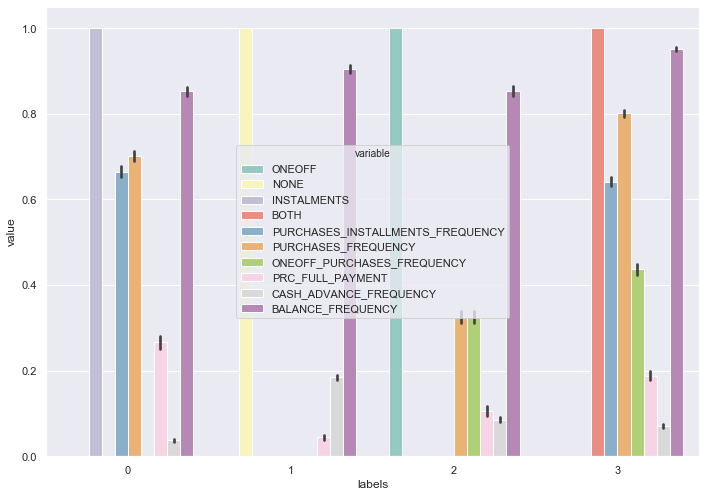 1.0
0.8
0.6
0.4
0.2
0.0
value
variable
ONEOFF
NONE
INSTALMENTS
BOTH
PURCHASES_INSTALLMENTS_FREQUENCY
PURCHASES_FREQUENCY
ONEOFF_PURCHASES_FREQUENCY
PRC_FULL_PAYMENT
CASH_ADVANCE_FREQUENCY
BALANCE_FREQUENCY
0 1 2 3
labels